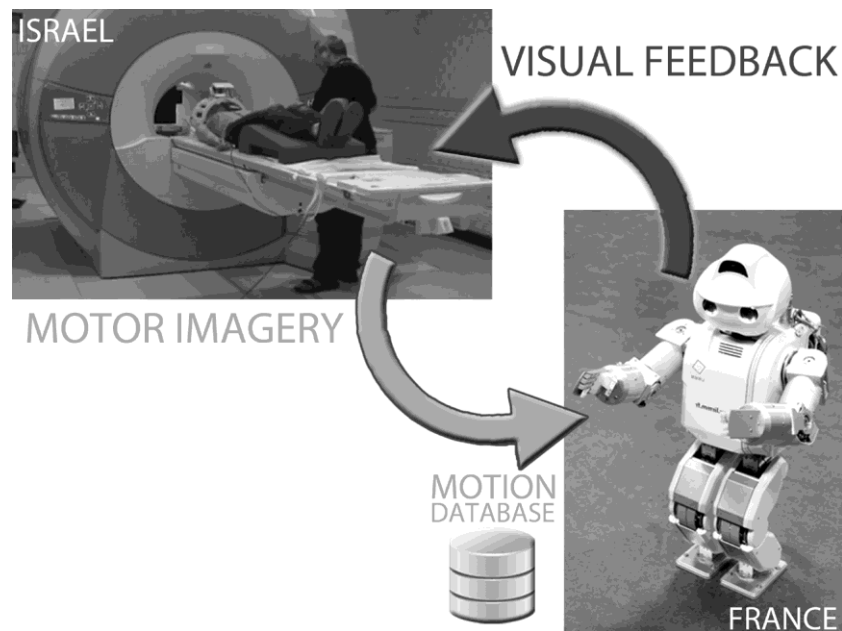 ISRAEL
VISUAL FEEDBACK
MOTOR IMAGERY
MOTION
DATABASE
FRANCE